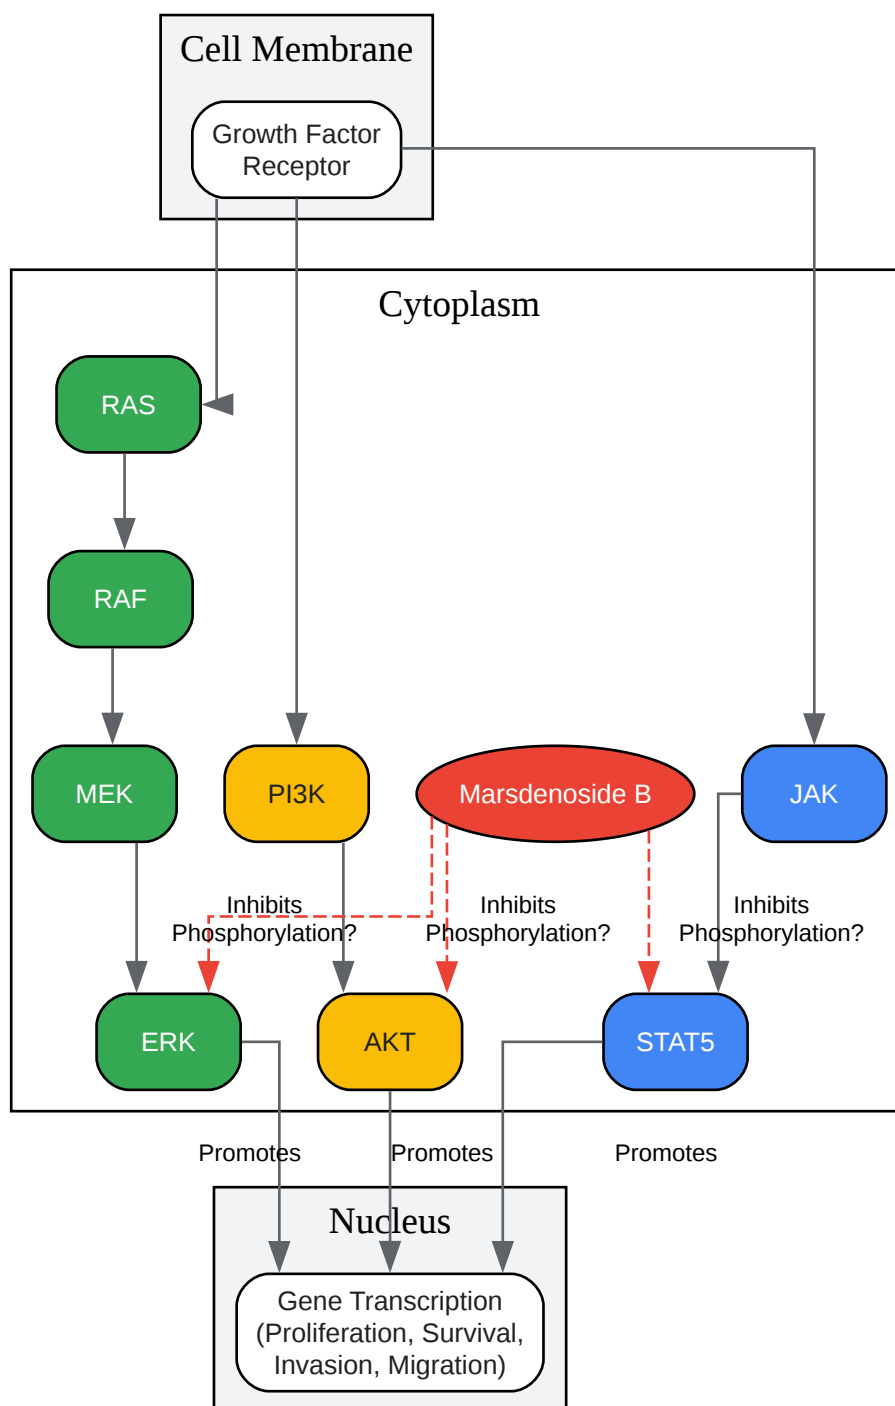 Cell Membrane
Growth Factor
Receptor
Cytoplasm
RAS
RAF
MEK
PI3K
Marsdenoside B
JAK
Inhibits
Phosphorylation?
Inhibits
Phosphorylation?
Inhibits
Phosphorylation?
ERK
AKT
STAT5
Promotes
Promotes
Promotes
Nucleus
Gene Transcription
(Proliferation, Survival,
Invasion, Migration)